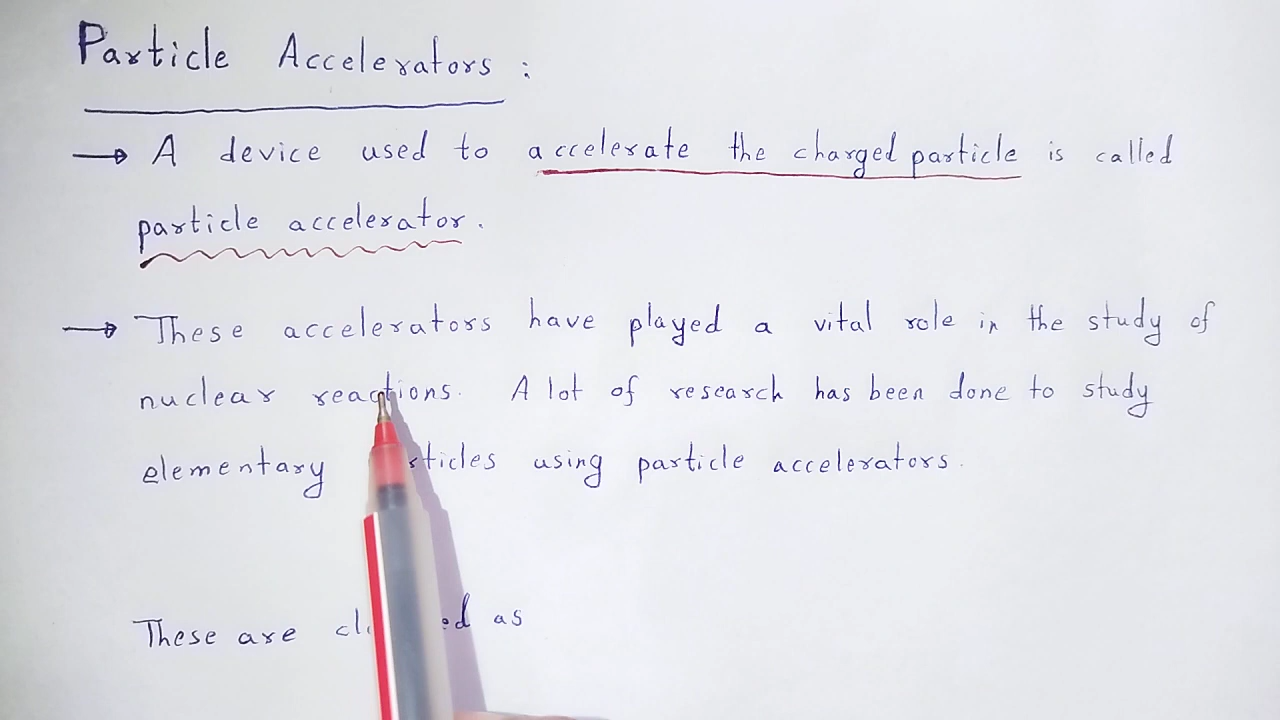 Particle Accelerators :
→ A device used to accelerate the charged particle is called
particle accelerator.
→ These accelerators have played a vital role in the study of
nuclear reactions. A lot of research has been done to study
elementary using particle accelerators.
These are as